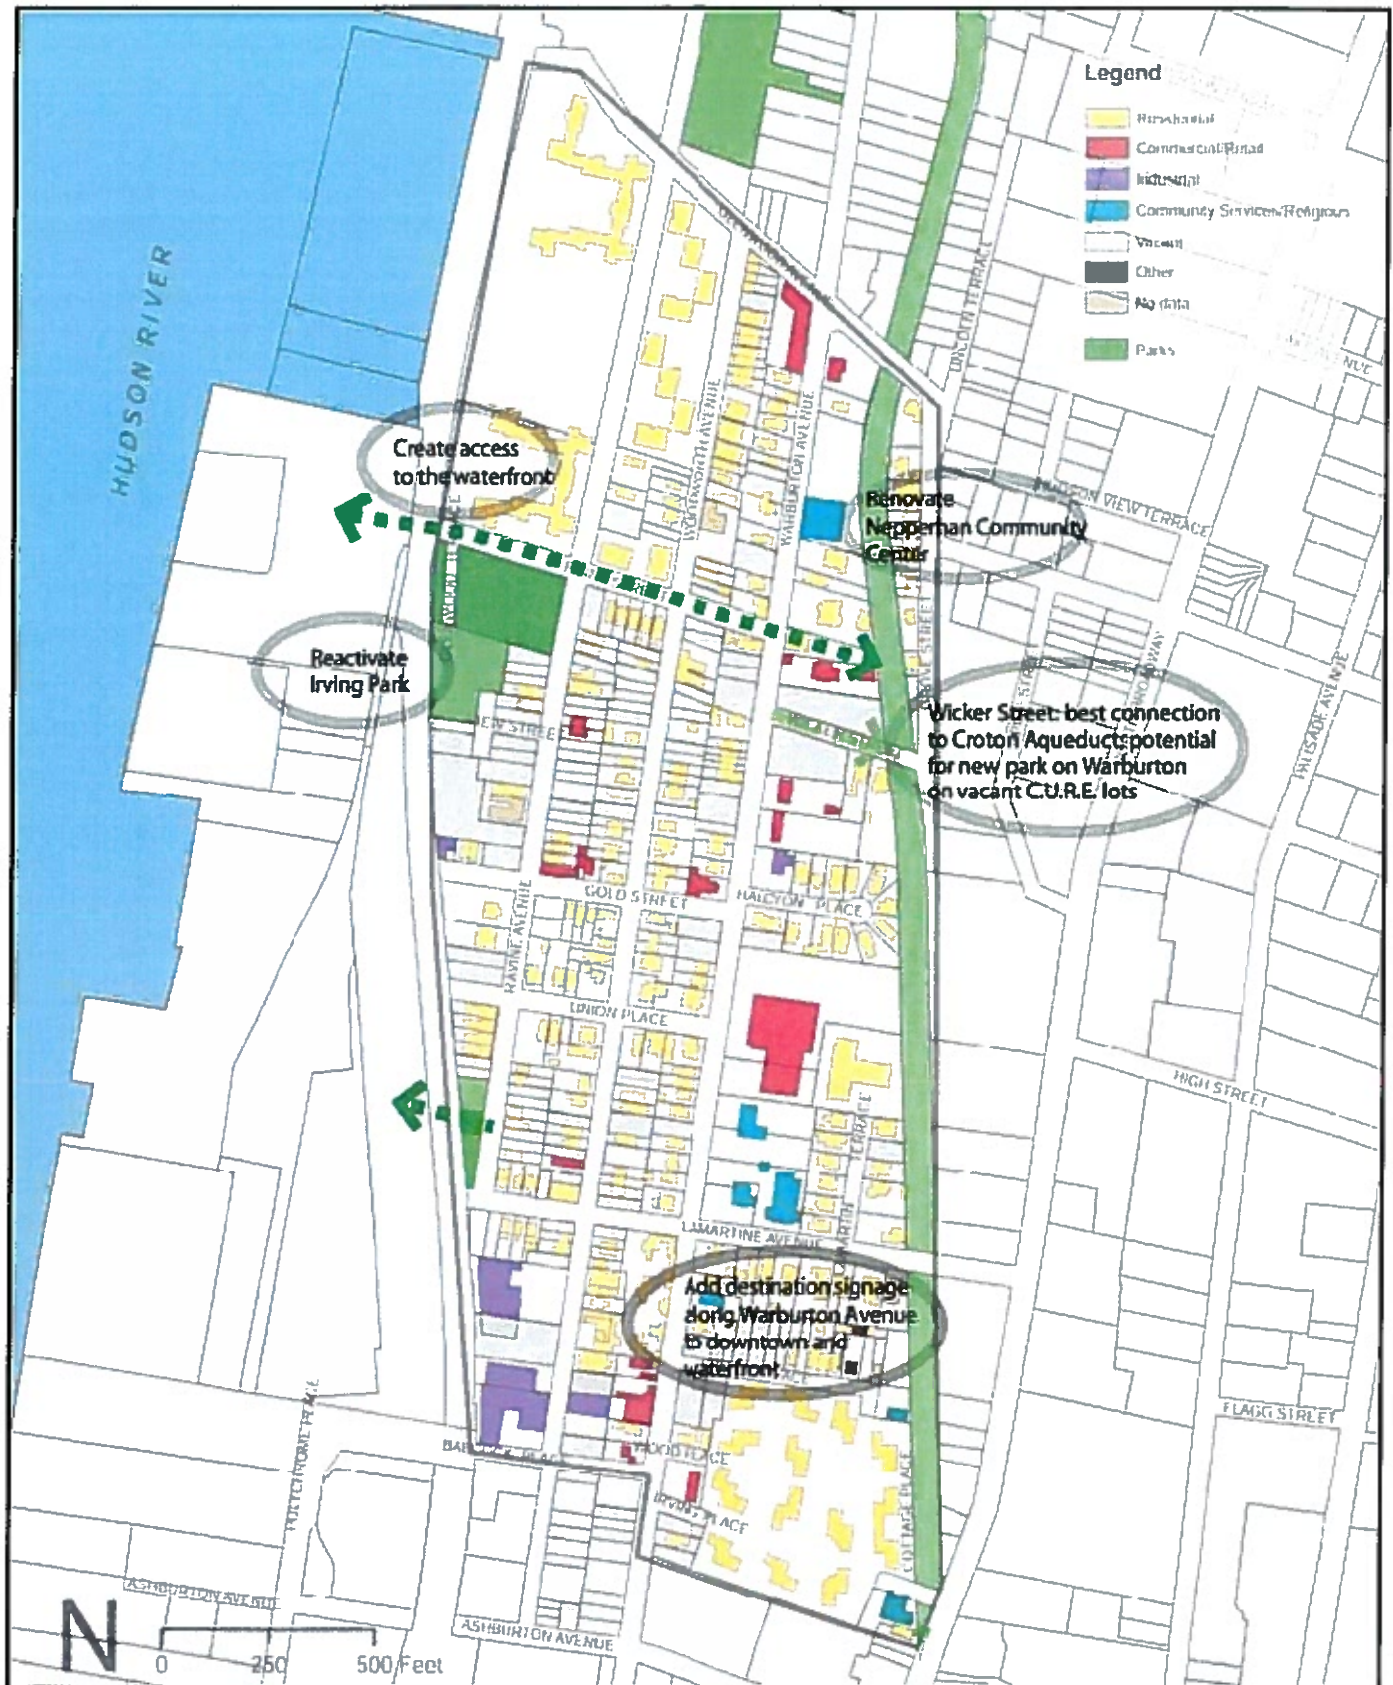 Legend
Residential
Commercial/Retail
Industrial
Community Services/Religious
Vacant
Other
No data
Parks
HUDSON RIVER
LINCOLN TERRACE
Create access
to the waterfront
WOODWORTH AVENUE
WARBURTON AVENUE
HUDSON VIEW TERRACE
Renovate
Nepperhan Community
Center
Reactivate
Irving Park
PALISADE AVENUE
Wicker Street: best connection
to Croton Aqueduct; potential
for new park on Warburton
on vacant C.U.R.E. lots
GOLD STREET
HALCYON PLACE
RAVINE AVENUE
UNION PLACE
HIGH STREET
LAMARTINE AVENUE
TERRACE
Add destination signage
along Warburton Avenue
to downtown and
waterfront
FLAGG STREET
WOOD PLACE
IRVING PLACE
COTTAGE PLACE
ASHBURTON AVENUE
ASHBURTON AVENUE
N
0 250 500 Feet